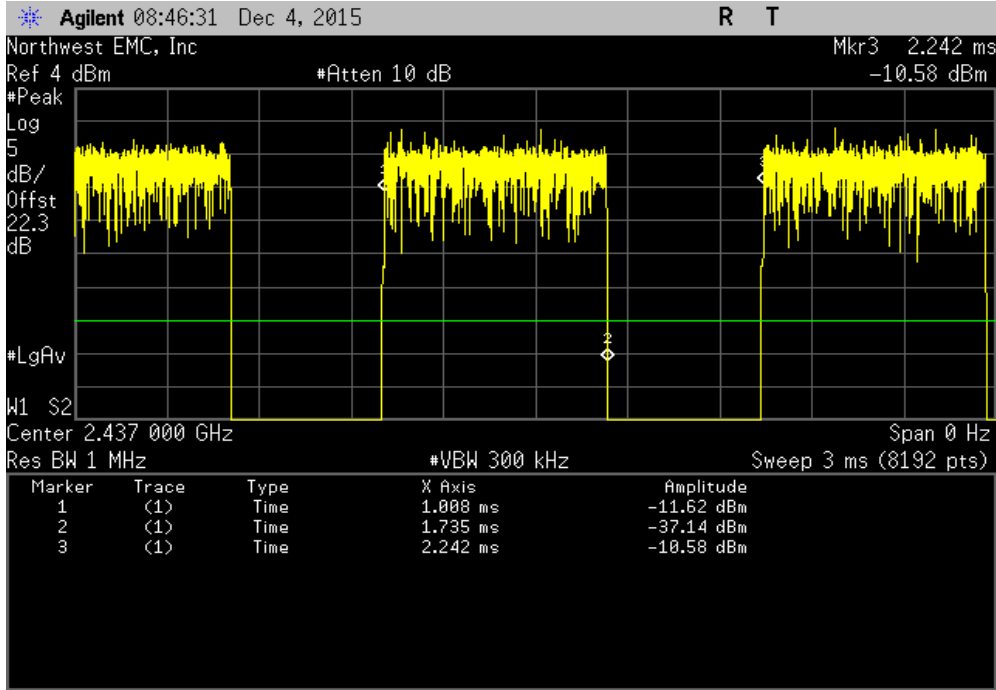 Agilent 08:46:31 Dec 4, 2015 R T
Northwest EMC, Inc Mkr3 2.242 ms
Ref 4 dBm #Atten 10 dB -10.58 dBm
#Peak
Log
5
dB/
Offst
22.3
dB
3
2
#LgAv
W1 S2
Center 2.437 000 GHz Span 0 Hz
Res BW 1 MHz #VBW 300 kHz Sweep 3 ms (8192 pts)
Marker Trace Type X Axis Amplitude
1 (1) Time 1.008 ms -11.62 dBm
2 (1) Time 1.735 ms -37.14 dBm
3 (1) Time 2.242 ms -10.58 dBm